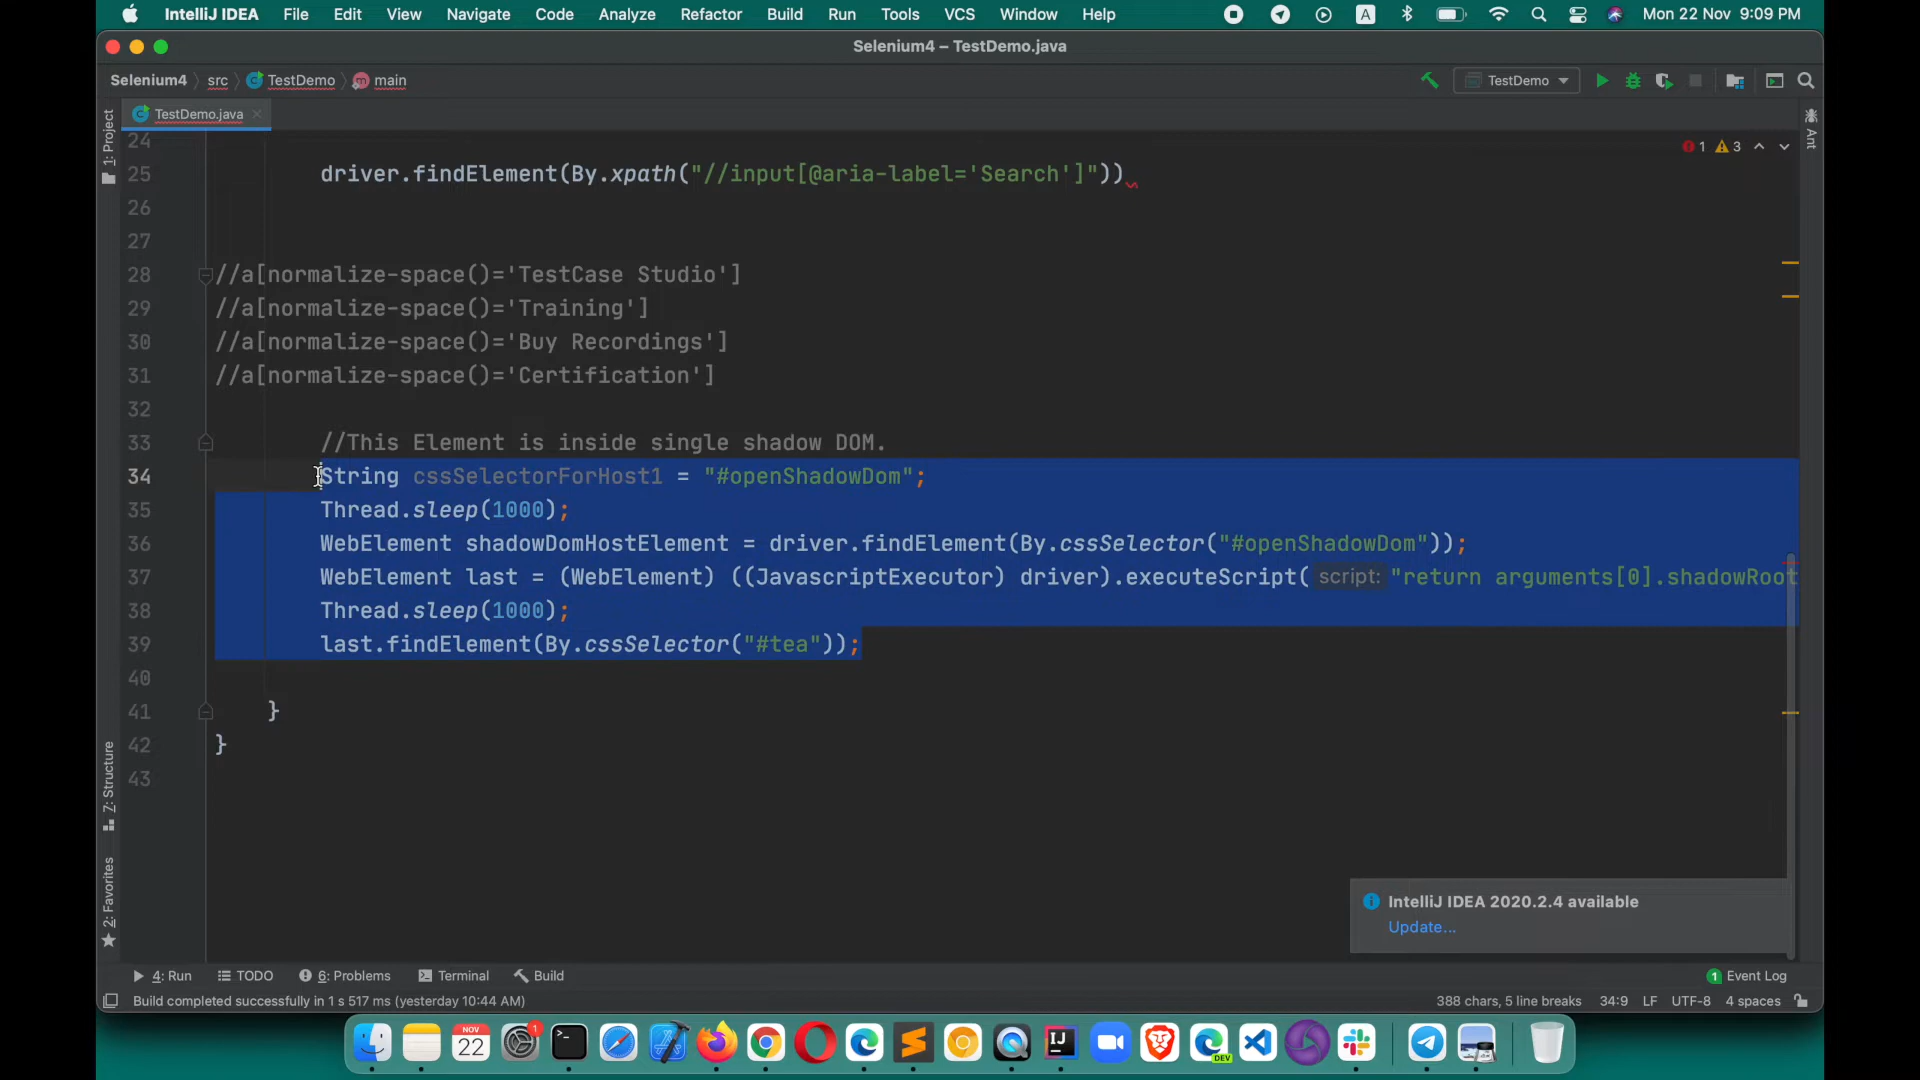 IntelliJ IDEA File Edit View Navigate Code Analyze Refactor Build Run Tools VCS Window Help A Mon 22 Nov 9:09 PM
Selenium4 – TestDemo.java
Selenium4 src TestDemo main TestDemo
TestDemo.java
1: Project
Ant
1 3
24
25 driver.findElement(By.xpath("//input[@aria-label='Search']"))
26
27
28 //a[normalize-space()='TestCase Studio']
29 //a[normalize-space()='Training']
30 //a[normalize-space()='Buy Recordings']
31 //a[normalize-space()='Certification']
32
33 //This Element is inside single shadow DOM.
34 String cssSelectorForHost1 = "#openShadowDom";
35 Thread.sleep(1000);
36 WebElement shadowDomHostElement = driver.findElement(By.cssSelector("#openShadowDom"));
37 WebElement last = (WebElement) ((JavascriptExecutor) driver).executeScript( script: "return arguments[0].shadowRoot
38 Thread.sleep(1000);
39 last.findElement(By.cssSelector("#tea"));
40
41 }
42 }
43
Z: Structure
2: Favorites
IntelliJ IDEA 2020.2.4 available
Update...
4: Run TODO 6: Problems Terminal Build 1 Event Log
Build completed successfully in 1 s 517 ms (yesterday 10:44 AM) 388 chars, 5 line breaks 34:9 LF UTF-8 4 spaces
NOV
22
1
IJ
DEV